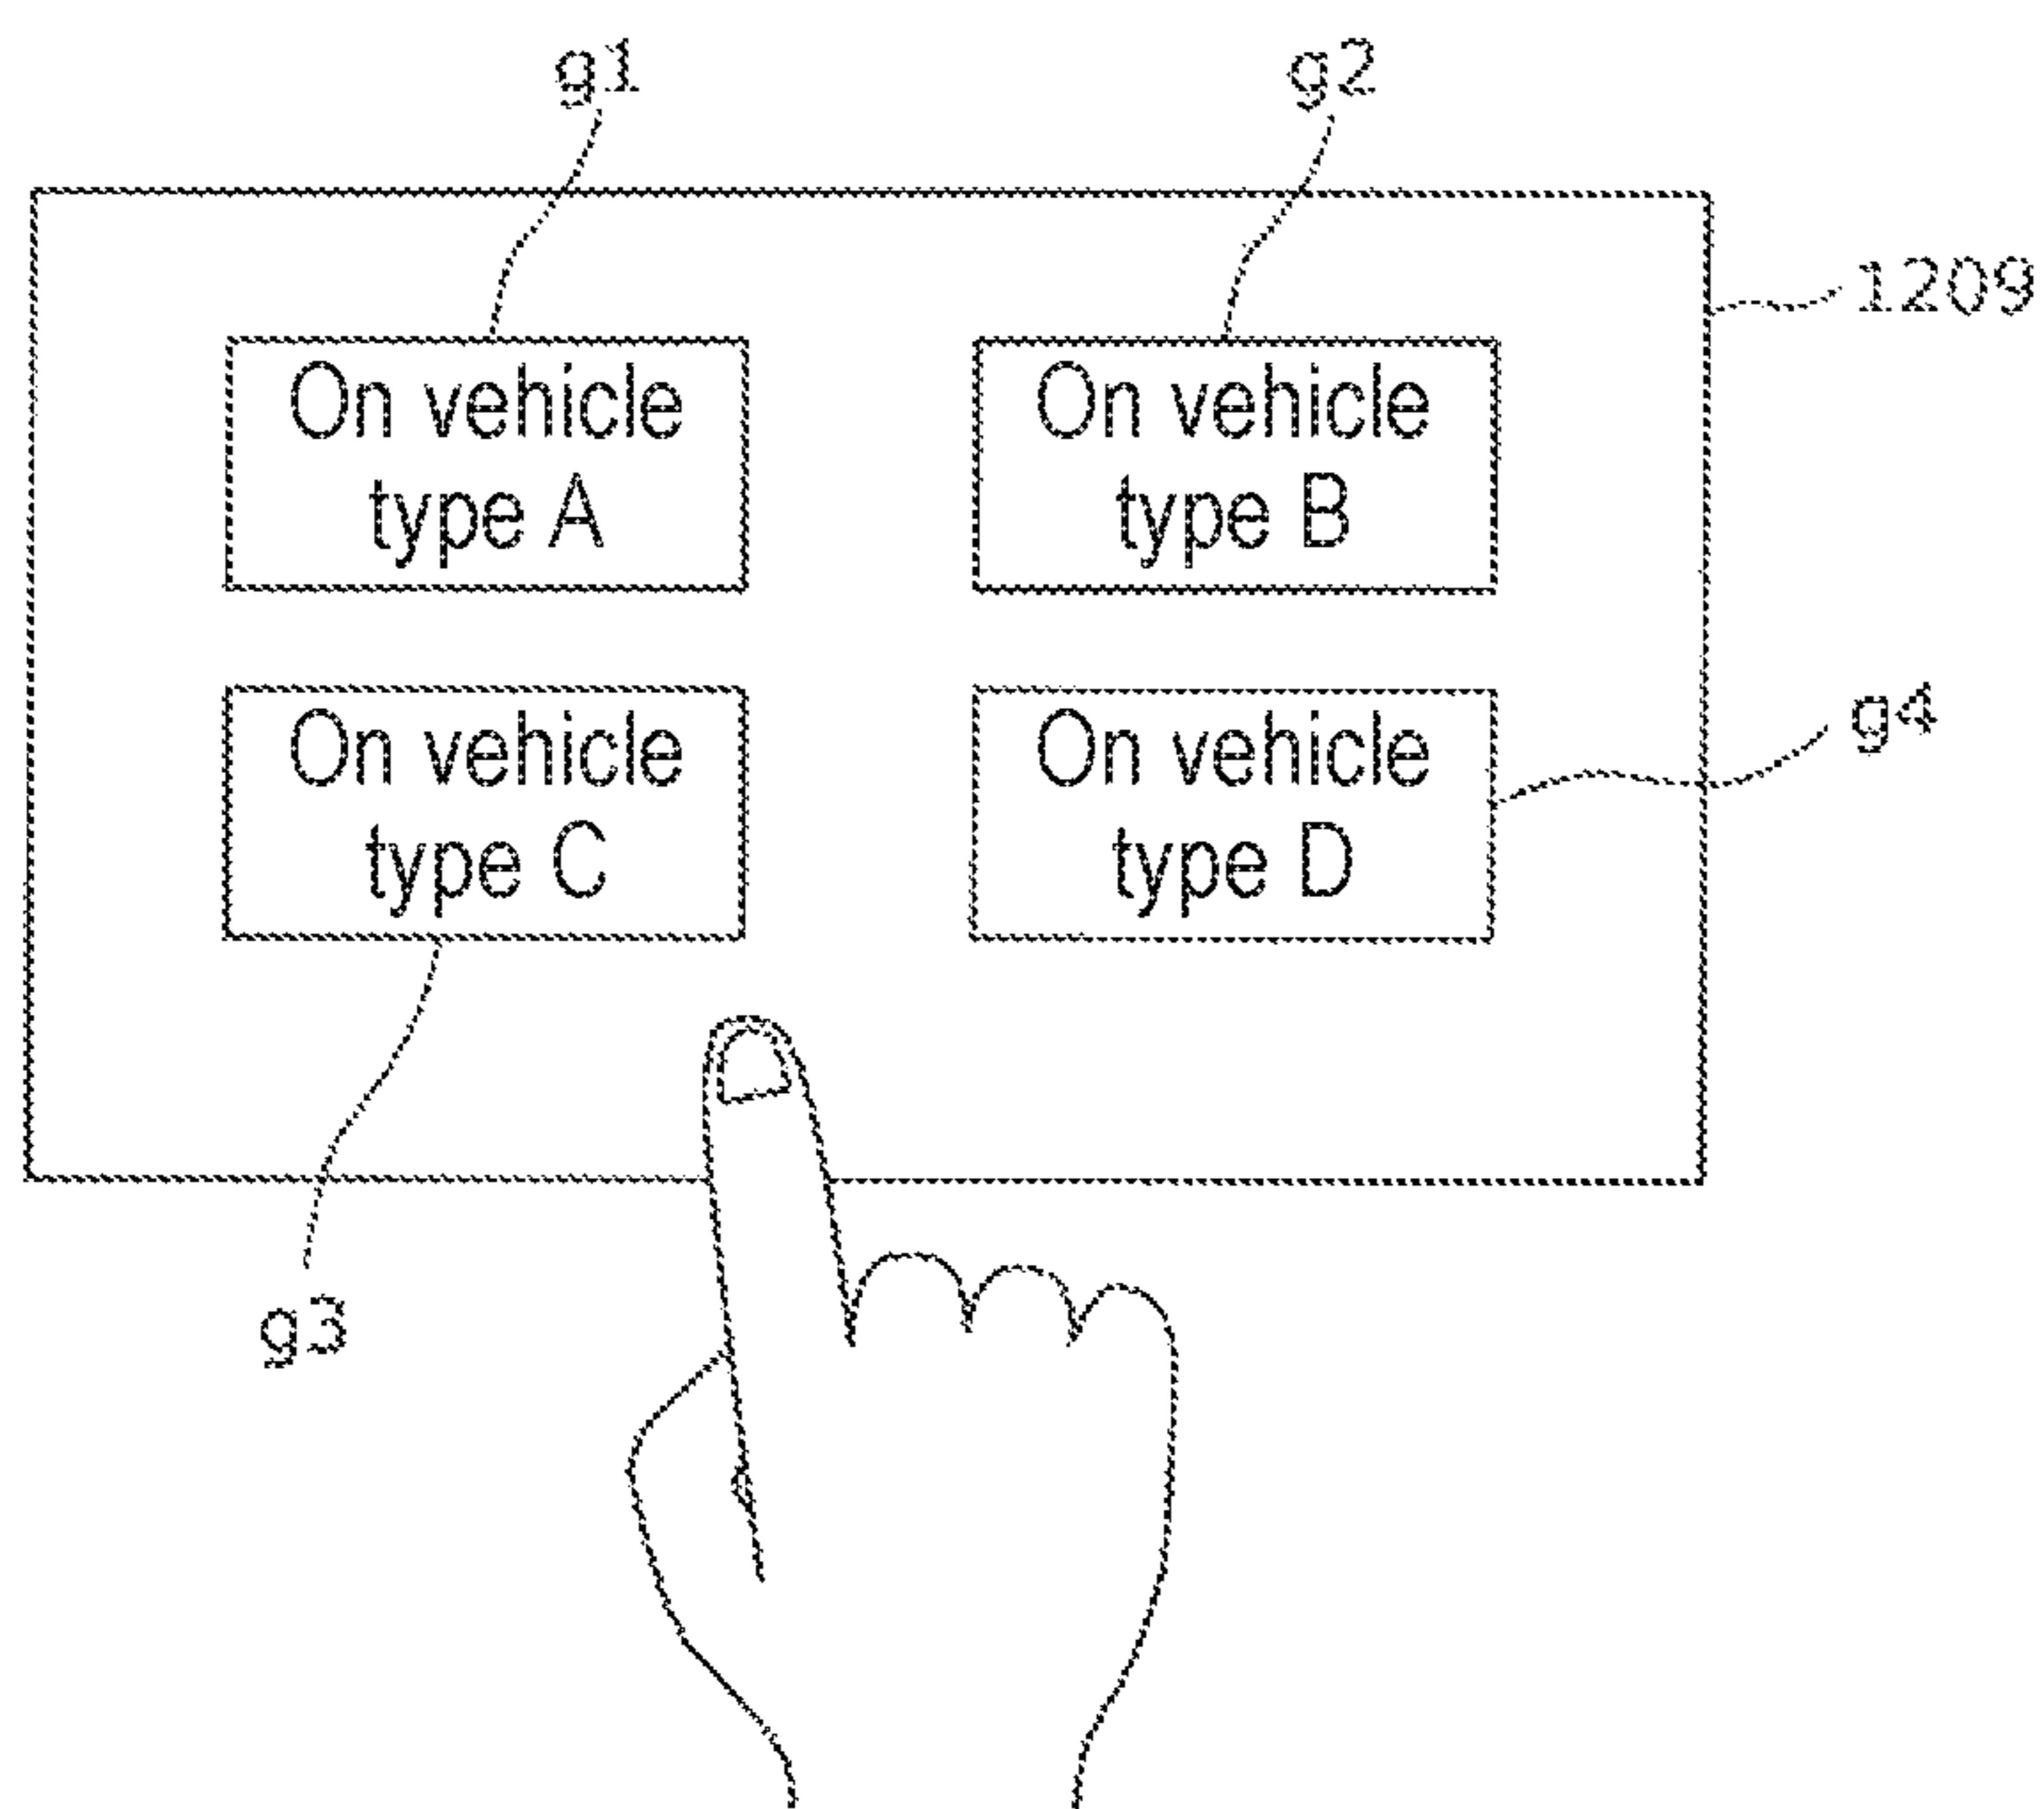 g1
g2
1209
On vehicle
type A
On vehicle
type B
On vehicle
type C
On vehicle
type D
g4
g3